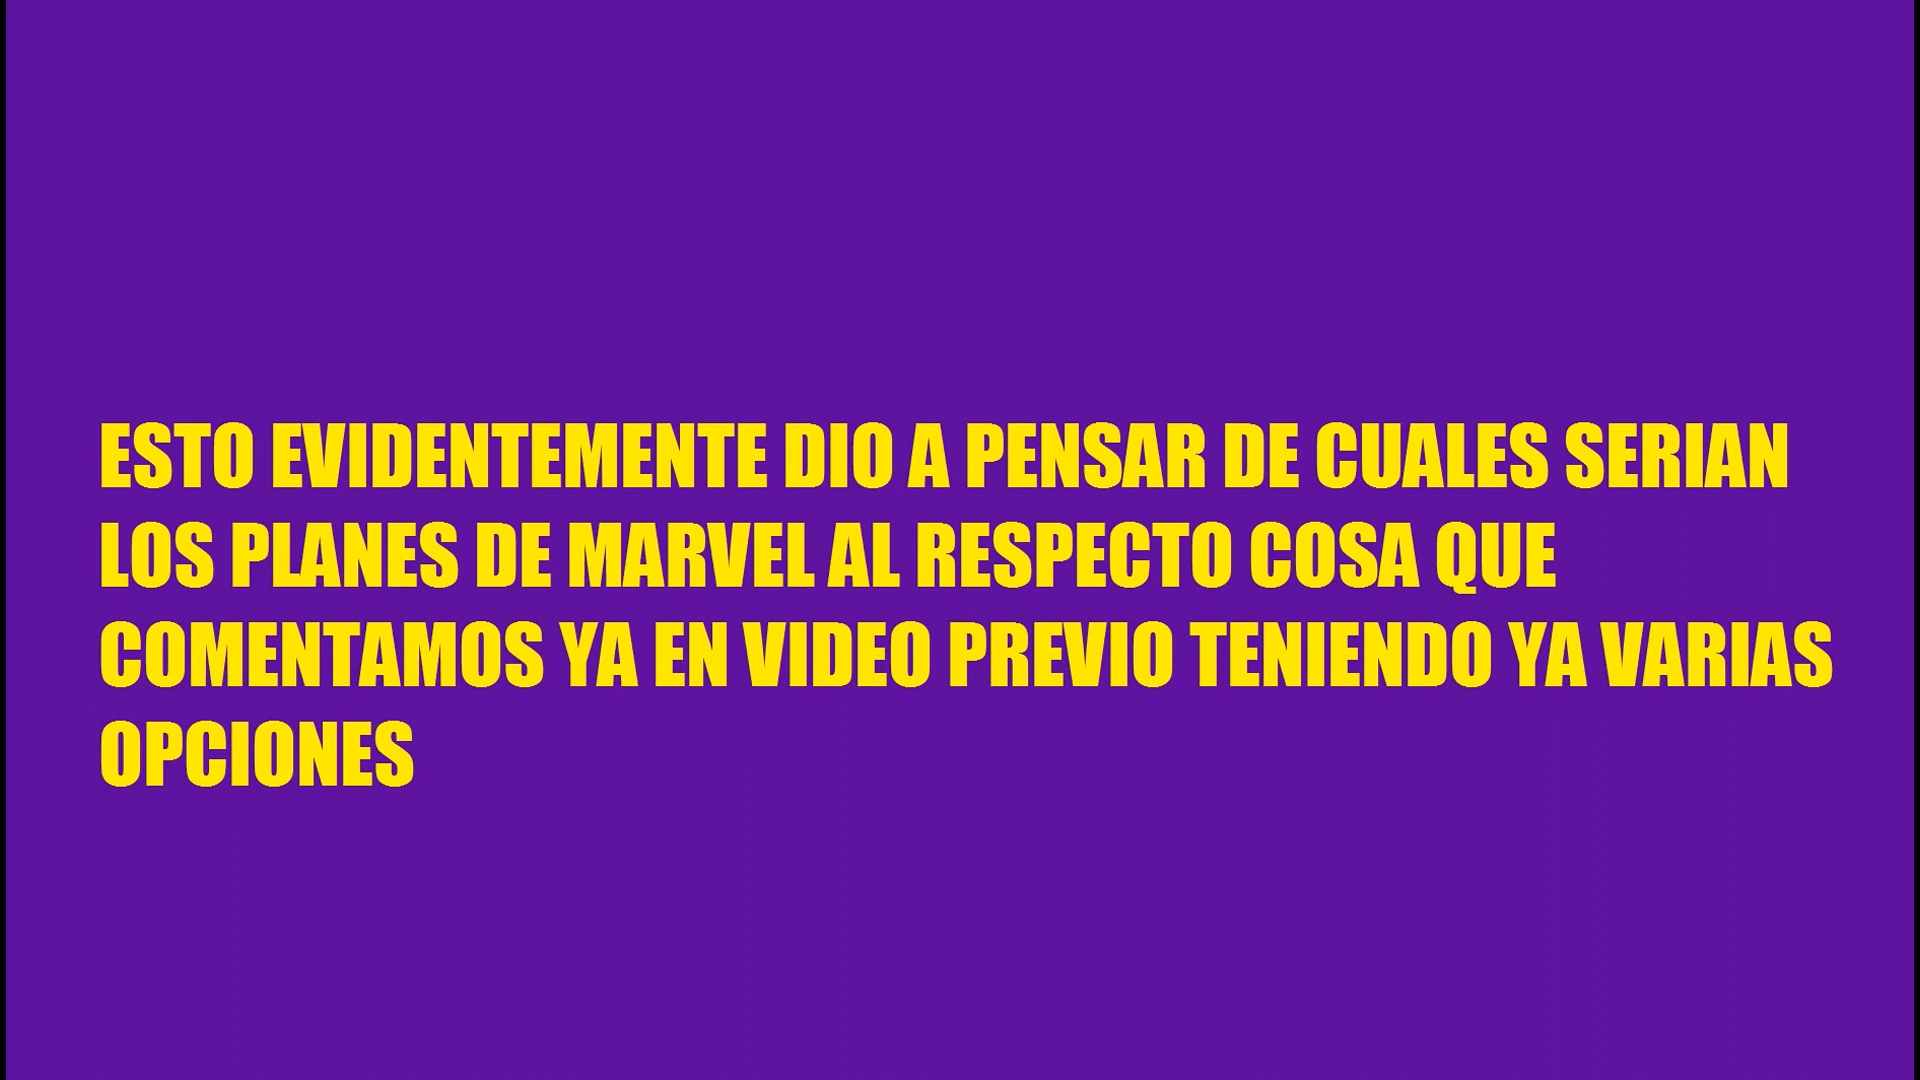 ESTO EVIDENTEMENTE DIO A PENSAR DE CUALES SERIAN
LOS PLANES DE MARVEL AL RESPECTO COSA QUE
COMENTAMOS YA EN VIDEO PREVIO TENIENDO YA VARIAS
OPCIONES